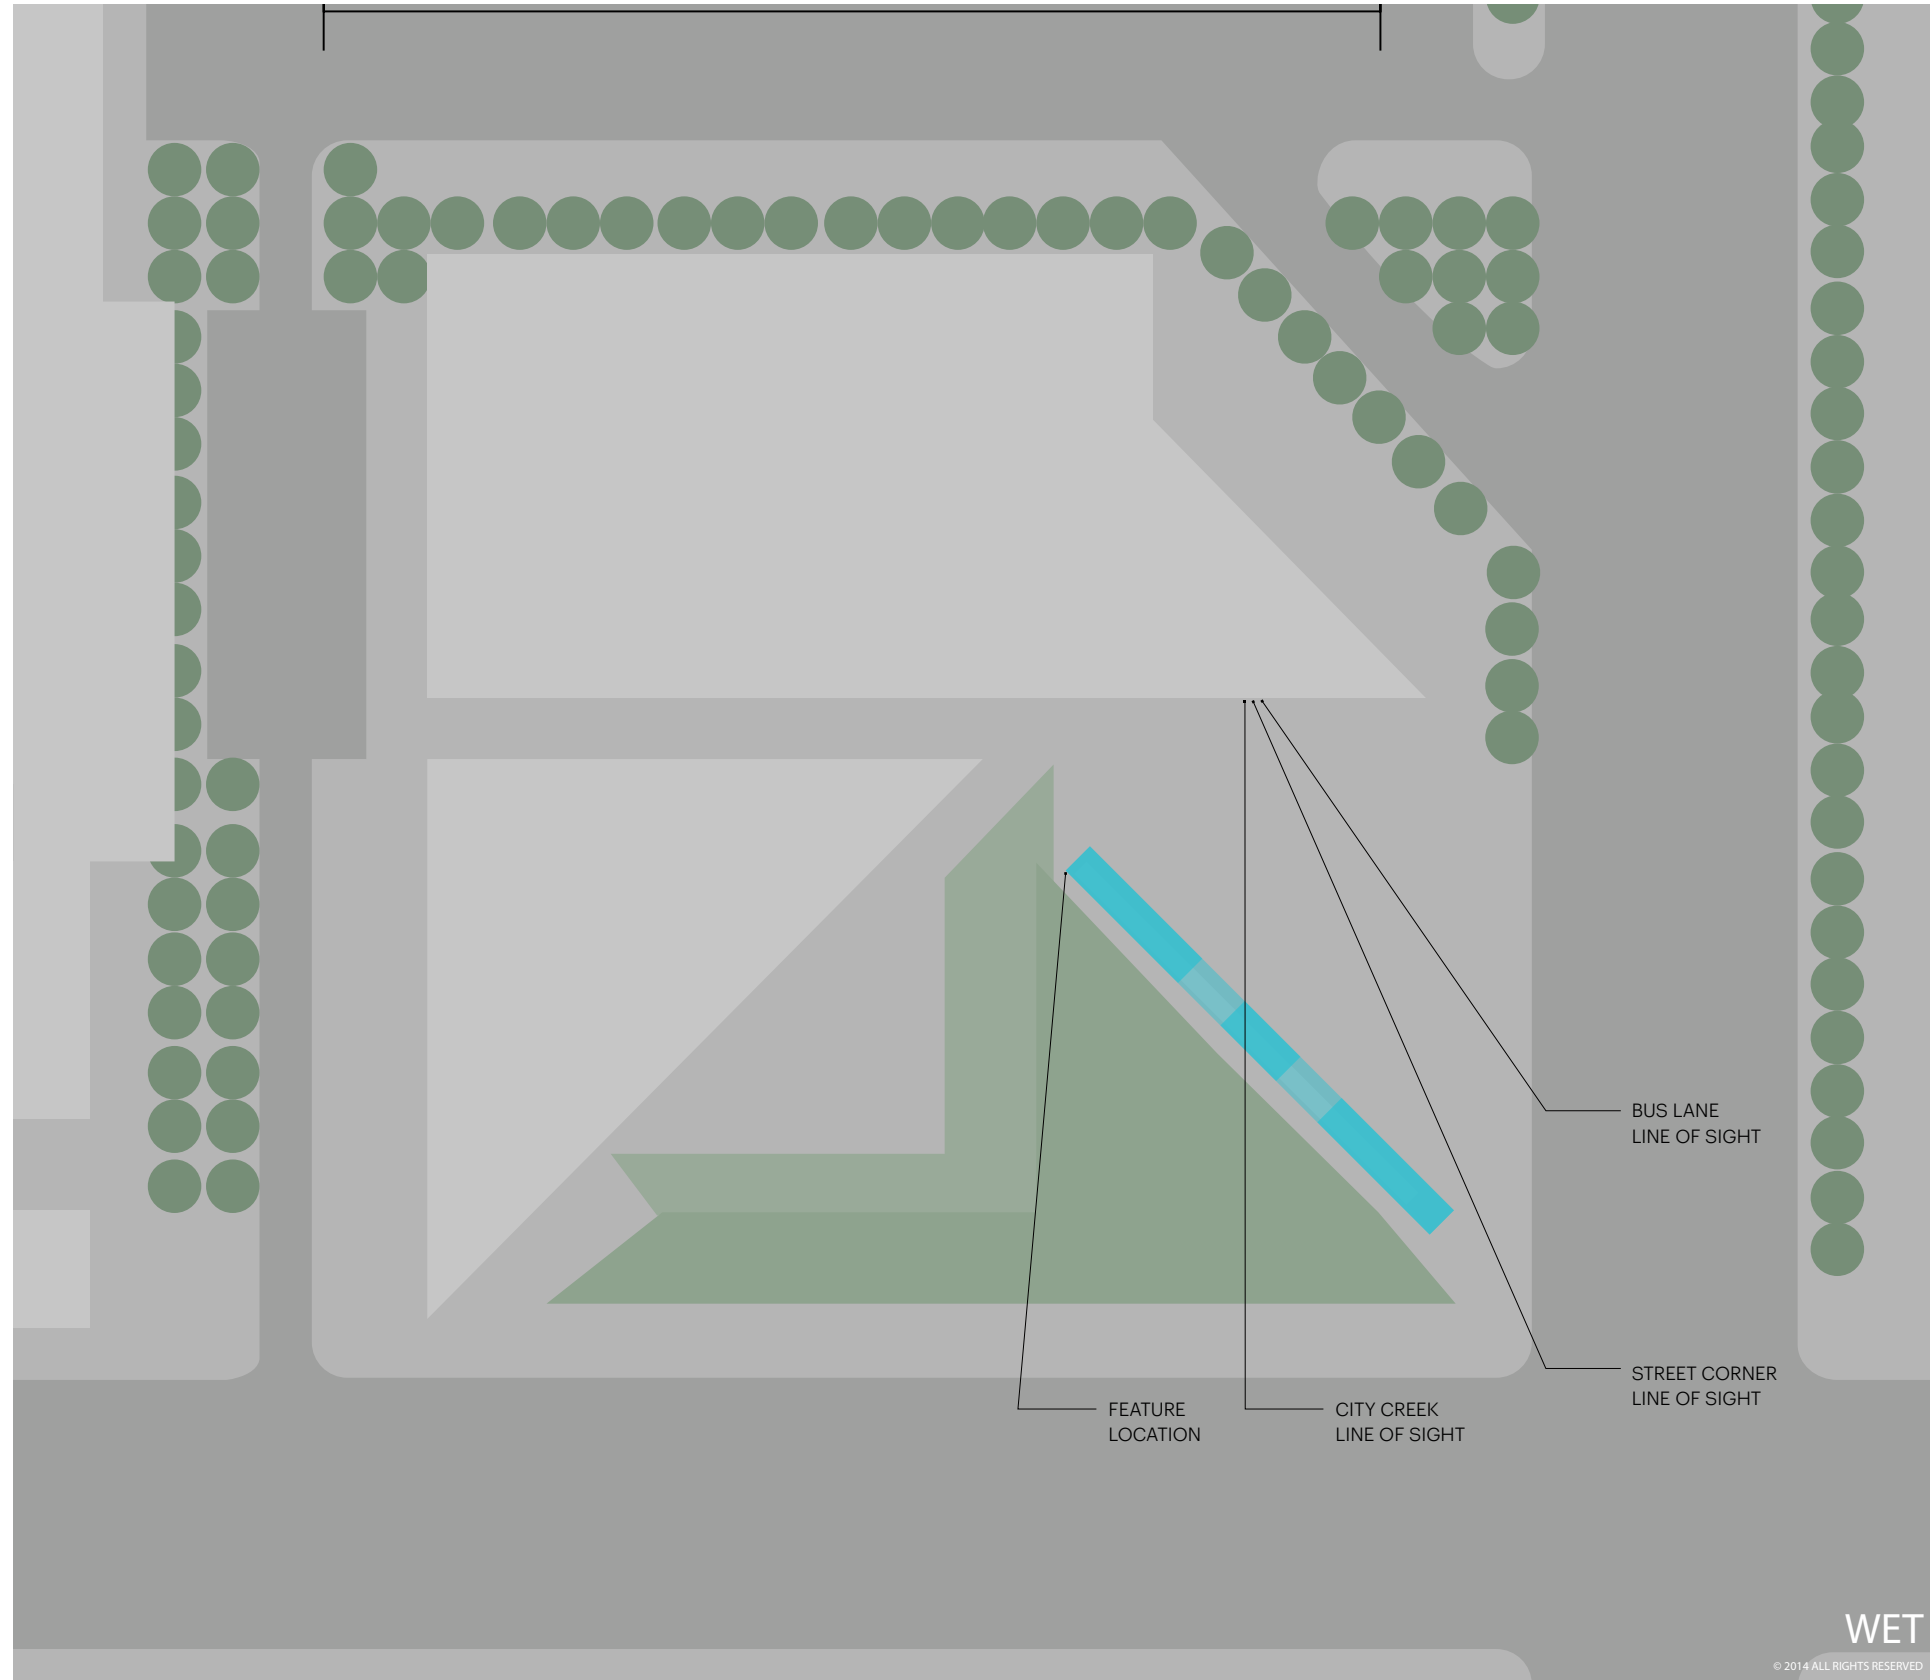 BUS LANE
LINE OF SIGHT
STREET CORNER
LINE OF SIGHT
FEATURE
LOCATION
CITY CREEK
LINE OF SIGHT
WET
© 2014 ALL RIGHTS RESERVED